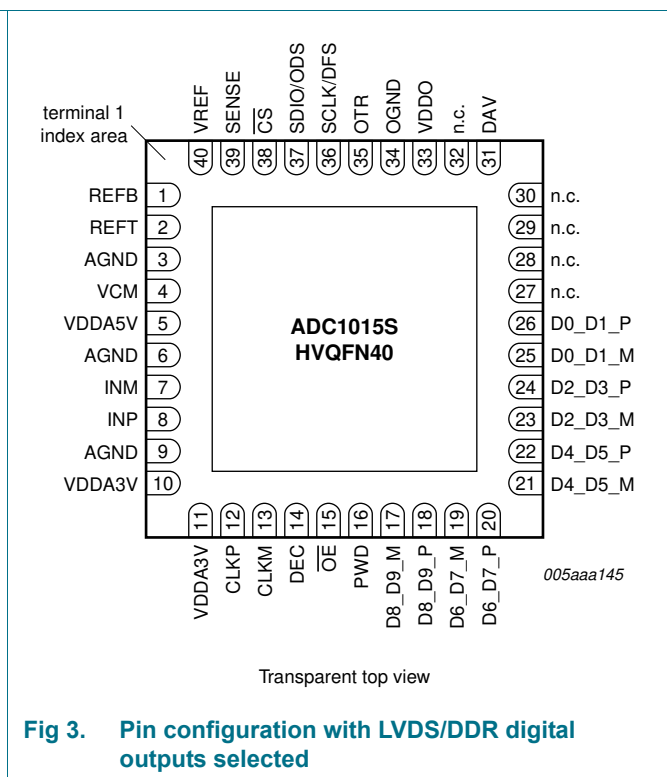 terminal 1
index area
VREF
SENSE
CS
SDIO/ODS
SCLK/DFS
OTR
OGND
VDDO
n.c.
DAV
40
39
38
37
36
35
34
33
32
31
REFB 1
REFT 2
AGND 3
VCM 4
VDDA5V 5
AGND 6
INM 7
INP 8
AGND 9
VDDA3V 10
ADC1015S
HVQFN40
30 n.c.
29 n.c.
28 n.c.
27 n.c.
26 D0_D1_P
25 D0_D1_M
24 D2_D3_P
23 D2_D3_M
22 D4_D5_P
21 D4_D5_M
11
12
13
14
15
16
17
18
19
20
VDDA3V
CLKP
CLKM
DEC
OE
PWD
D8_D9_M
D8_D9_P
D6_D7_M
D6_D7_P
005aaa145
Transparent top view
Fig 3. Pin configuration with LVDS/DDR digital
outputs selected